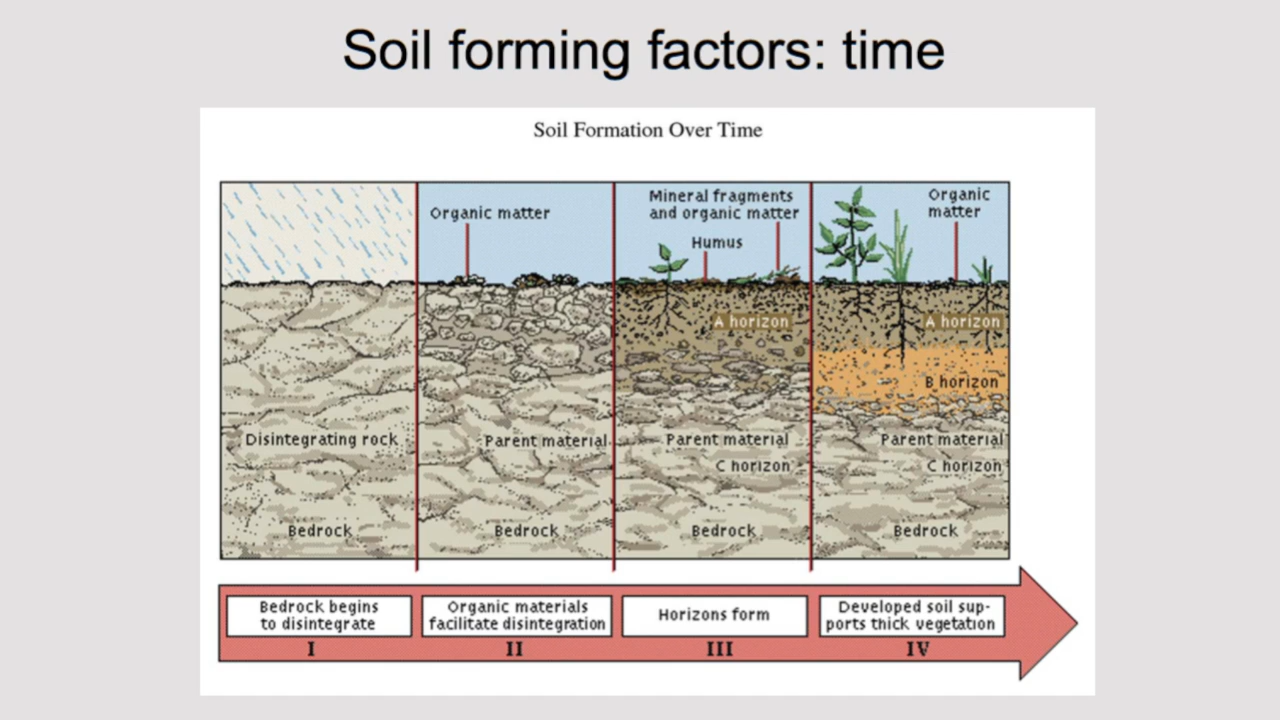 Soil forming factors: time
Soil Formation Over Time
Disintegrating rock
Bedrock
Organic matter
Parent material
Bedrock
Mineral fragments
and organic matter
Humus
A horizon
Parent material
C horizon
Bedrock
Organic
matter
A horizon
B horizon
Parent material
C horizon
Bedrock
Bedrock begins
to disintegrate
I
Organic materials
facilitate disintegration
II
Horizons form
III
Developed soil sup-
ports thick vegetation
IV